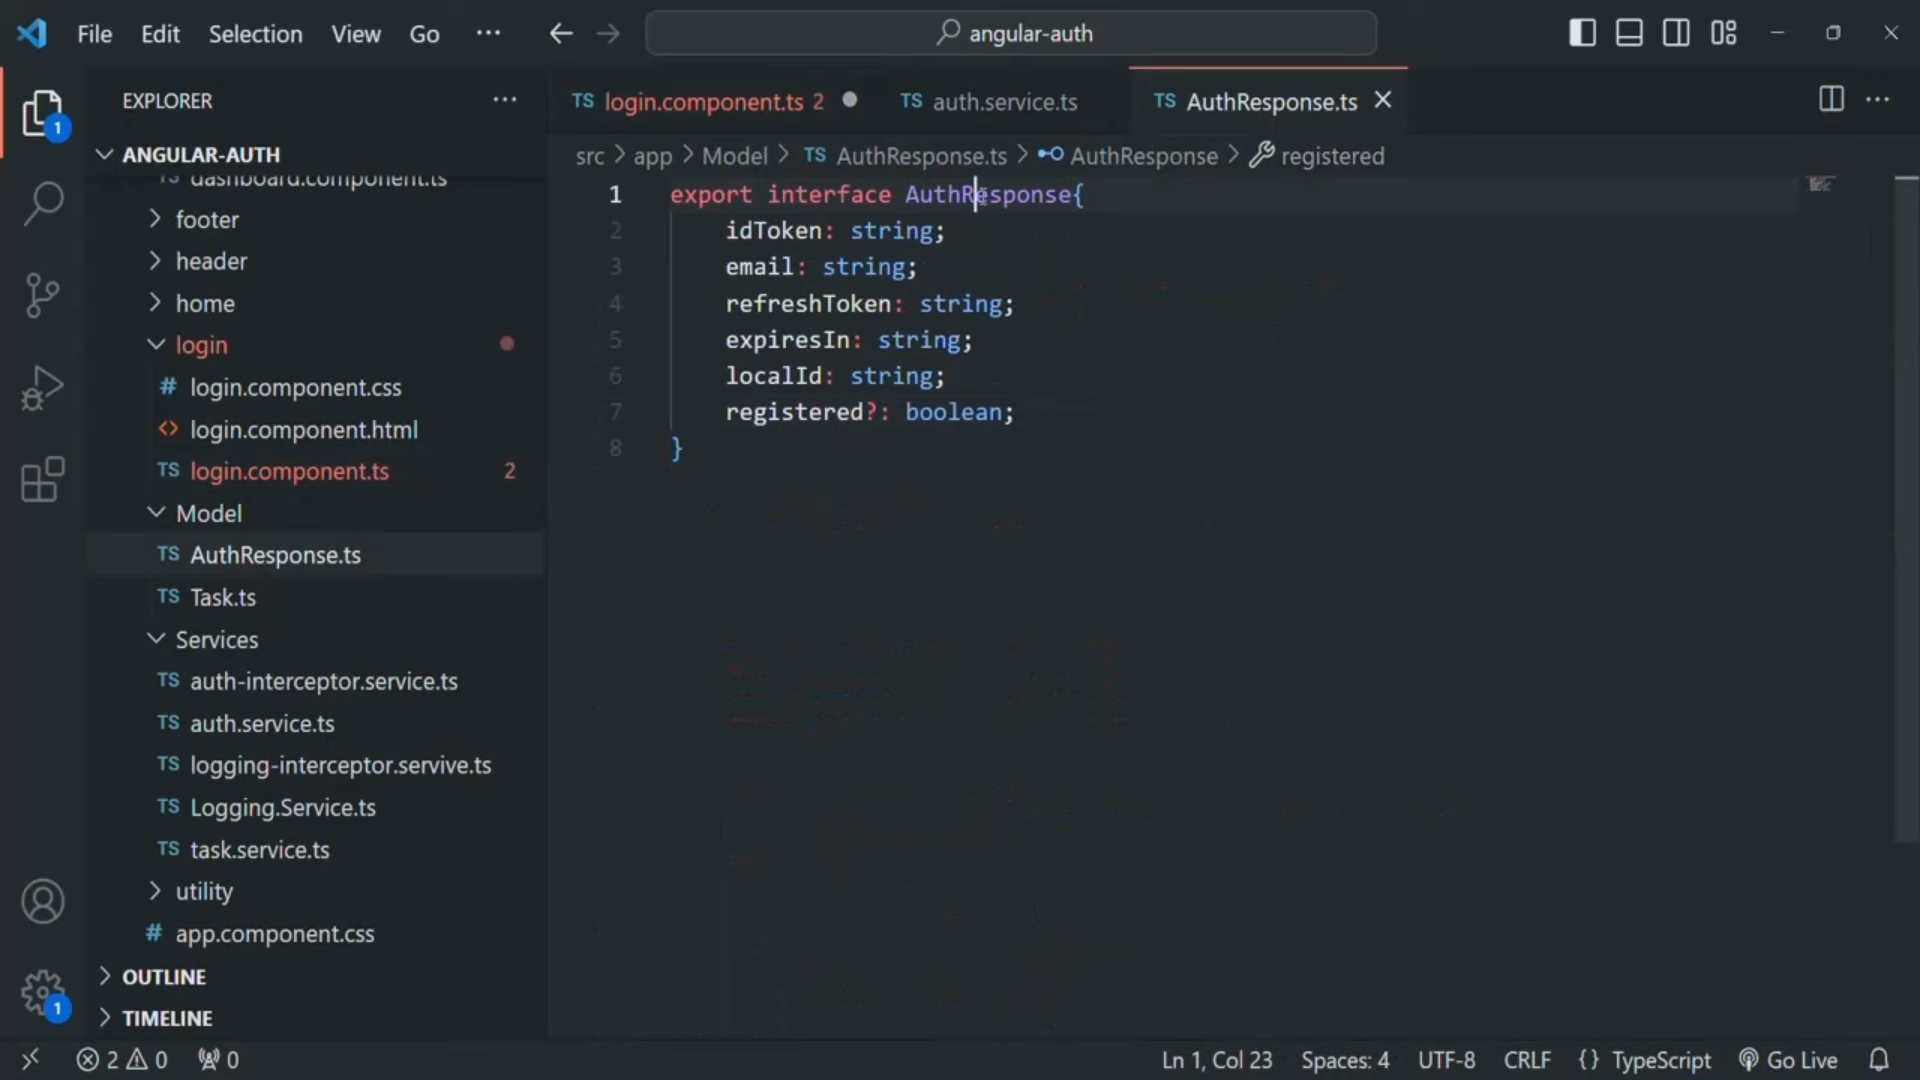 File Edit Selection View Go ··· angular-auth
EXPLORER ···
1
ANGULAR-AUTH
TS dashboard.component.ts
footer
header
home
login
# login.component.css
<> login.component.html
TS login.component.ts 2
Model
TS AuthResponse.ts
TS Task.ts
Services
TS auth-interceptor.service.ts
TS auth.service.ts
TS logging-interceptor.servive.ts
TS Logging.Service.ts
TS task.service.ts
utility
# app.component.css
OUTLINE
1
TIMELINE
TS login.component.ts 2 TS auth.service.ts TS AuthResponse.ts
src > app > Model > TS AuthResponse.ts > AuthResponse > registered
1 export interface AuthResponse{
2 idToken: string;
3 email: string;
4 refreshToken: string;
5 expiresIn: string;
6 localId: string;
7 registered?: boolean;
8 }
2 0 0 Ln 1, Col 23 Spaces: 4 UTF-8 CRLF {} TypeScript Go Live